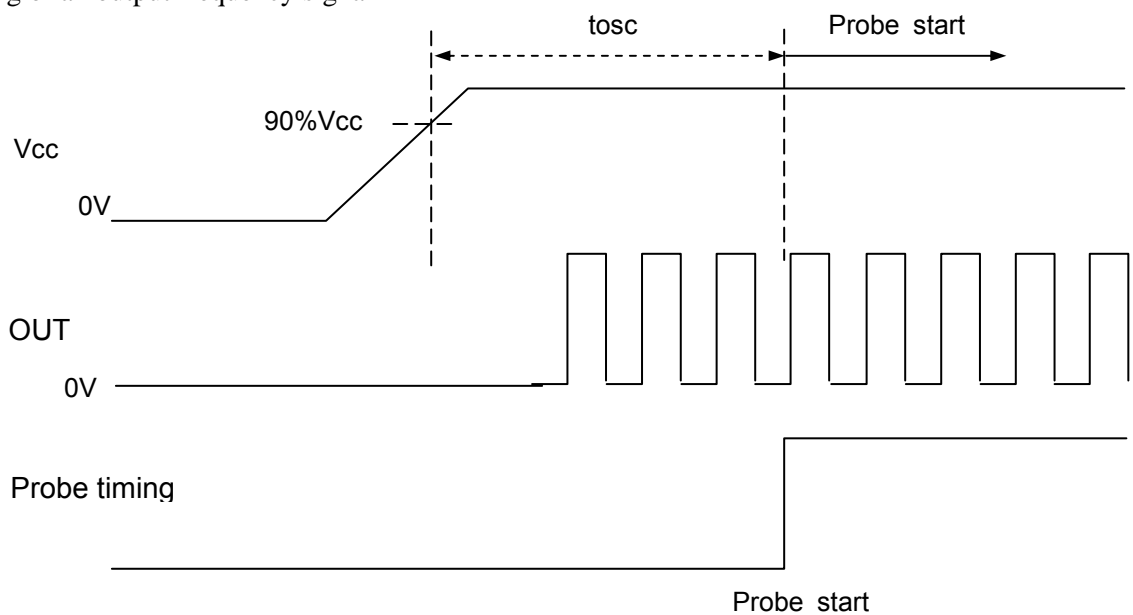 tosc
Probe start
90%Vcc
Vcc
0V
OUT
0V
Probe timing
Probe start